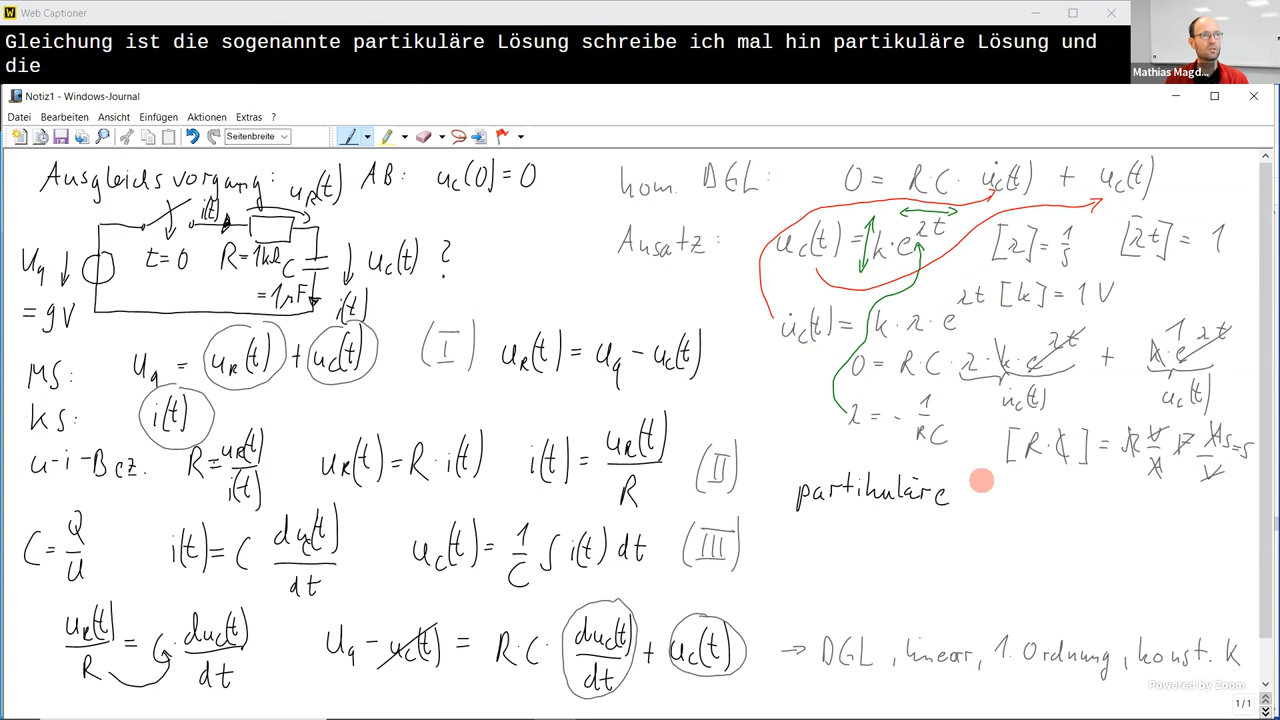 Web Captioner
Gleichung ist die sogenannte partikuläre Lösung schreibe ich mal hin partikuläre Lösung und
die
Mathias Magd...
Notiz1 - Windows-Journal
Datei Bearbeiten Ansicht Einfügen Aktionen Extras ?
Seitenbreite
Ausgleichsvorgang: u_R(t) AB: u_C(0) = 0
i(t)
U_q t=0 R=1kΩ C u_C(t) ?
= 9V = 1µF i(t)
MS: U_q = u_R(t) + u_C(t) (I) u_R(t) = U_q - u_C(t)
KS: i(t)
u-i-Bez. R = u_R(t)/i(t) u_R(t) = R · i(t) i(t) = u_R(t)/R (II)
C = Q/U i(t) = C du_C(t)/dt u_C(t) = 1/C ∫ i(t) dt (III)
u_R(t)/R = C · du_C(t)/dt U_q - u_C(t) = R·C· du_C(t)/dt + u_C(t) → DGL, linear, 1. Ordnung, konst. K
hom. DGL: 0 = R·C · u̇_C(t) + u_C(t)
Ansatz: u_C(t) = k·e^{λt} [λ] = 1/s [λt] = 1
u̇_C(t) = k · λ · e^{λt} [k] = 1 V
0 = R·C · λ · k · e^{λt} + k · e^{λt} 1
u̇_C(t) u_C(t)
λ = - 1/RC
[R·C] = 1 V/A 1 As/V = s
partikuläre
Powered by Zoom
1/1